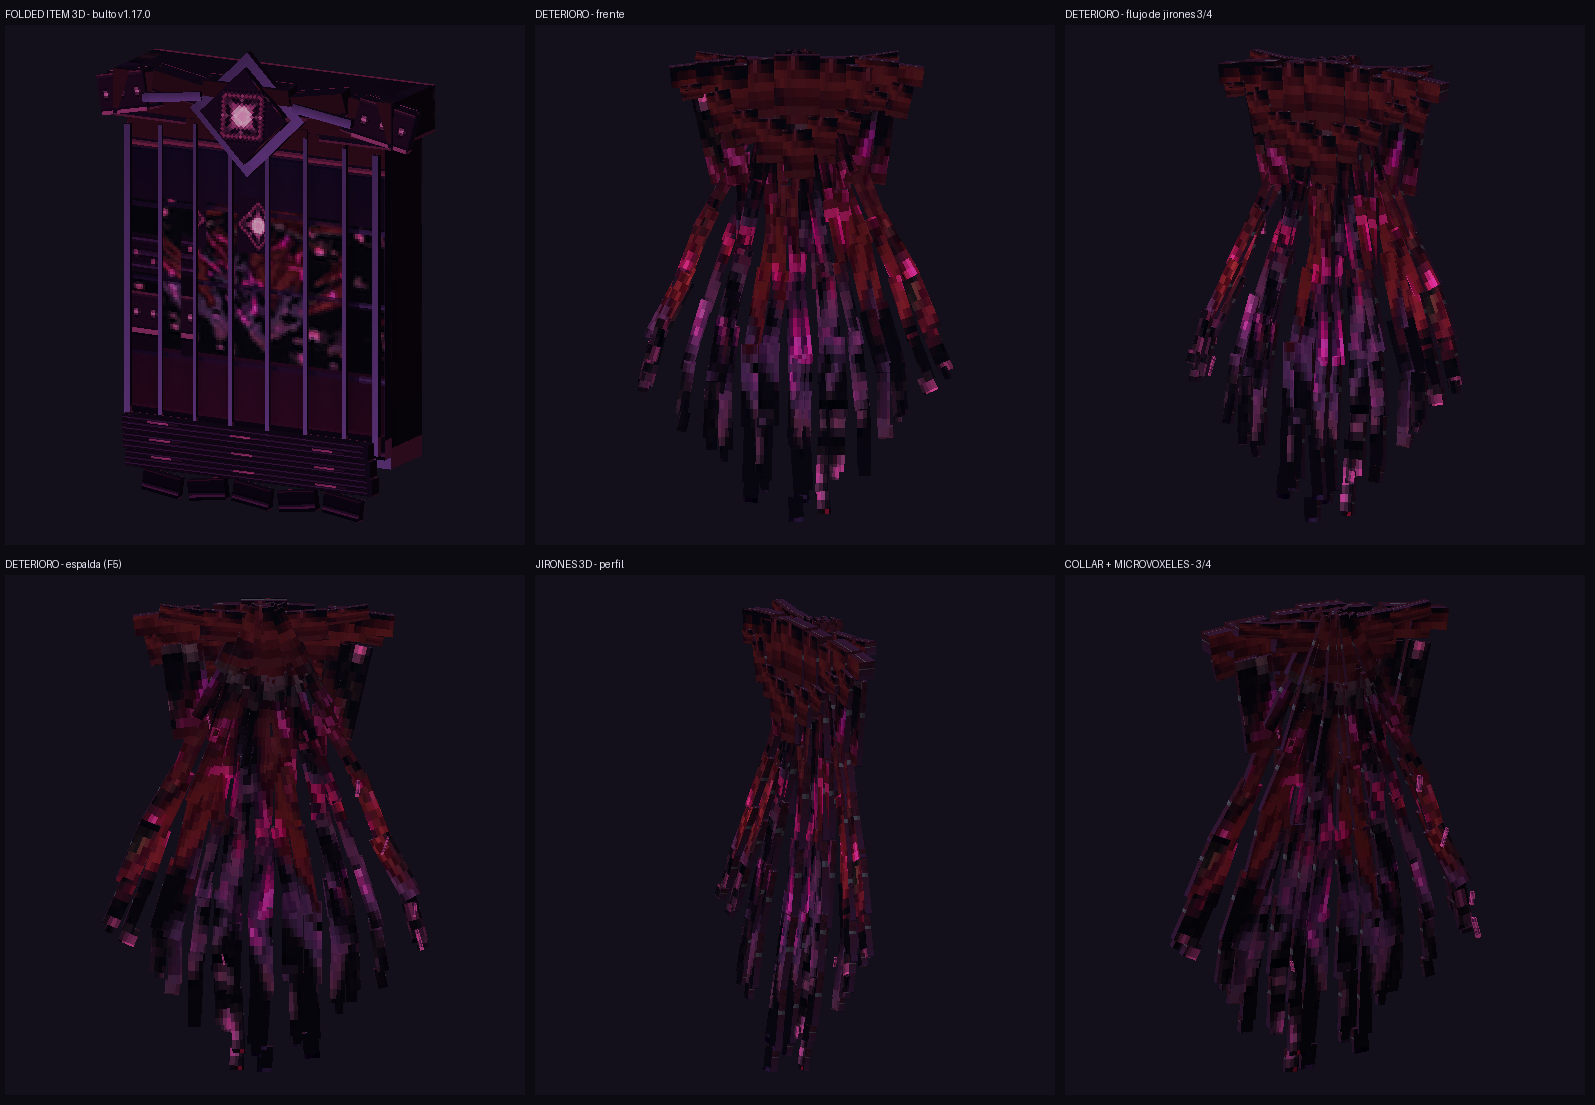 FOLDED ITEM 3D - bulto v1.17.0
DETERIORO - frente
DETERIORO - flujo de jirones 3/4
DETERIORO - espalda (F5)
JIRONES 3D - perfil
COLLAR + MICROVOXELES - 3/4